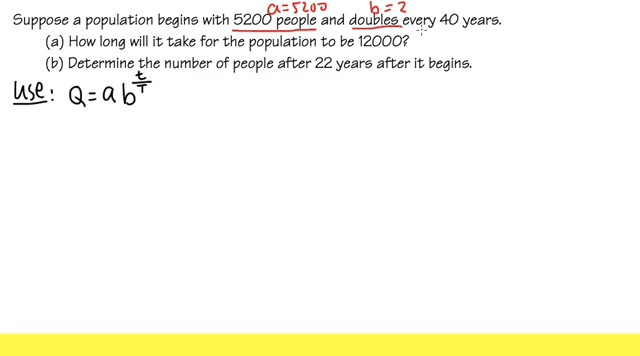 a=5200 b=2
Suppose a population begins with 5200 people and doubles every 40 years.
(a) How long will it take for the population to be 12000?
(b) Determine the number of people after 22 years after it begins.
Use: Q=ab^(t/T)